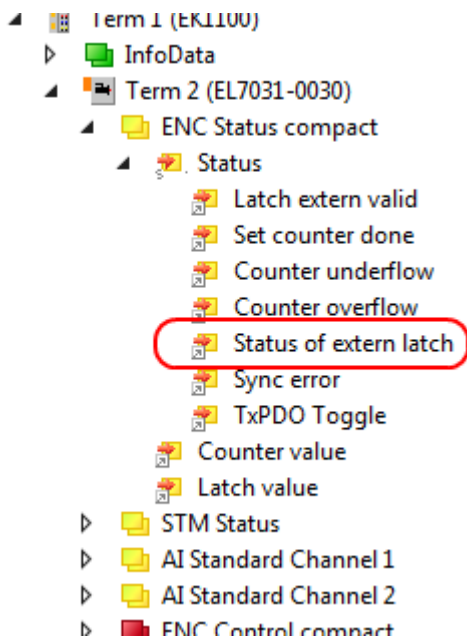 Term 1 (EK1100)
InfoData
Term 2 (EL7031-0030)
ENC Status compact
Status
Latch extern valid
Set counter done
Counter underflow
Counter overflow
Status of extern latch
Sync error
TxPDO Toggle
Counter value
Latch value
STM Status
AI Standard Channel 1
AI Standard Channel 2
ENC Control compact